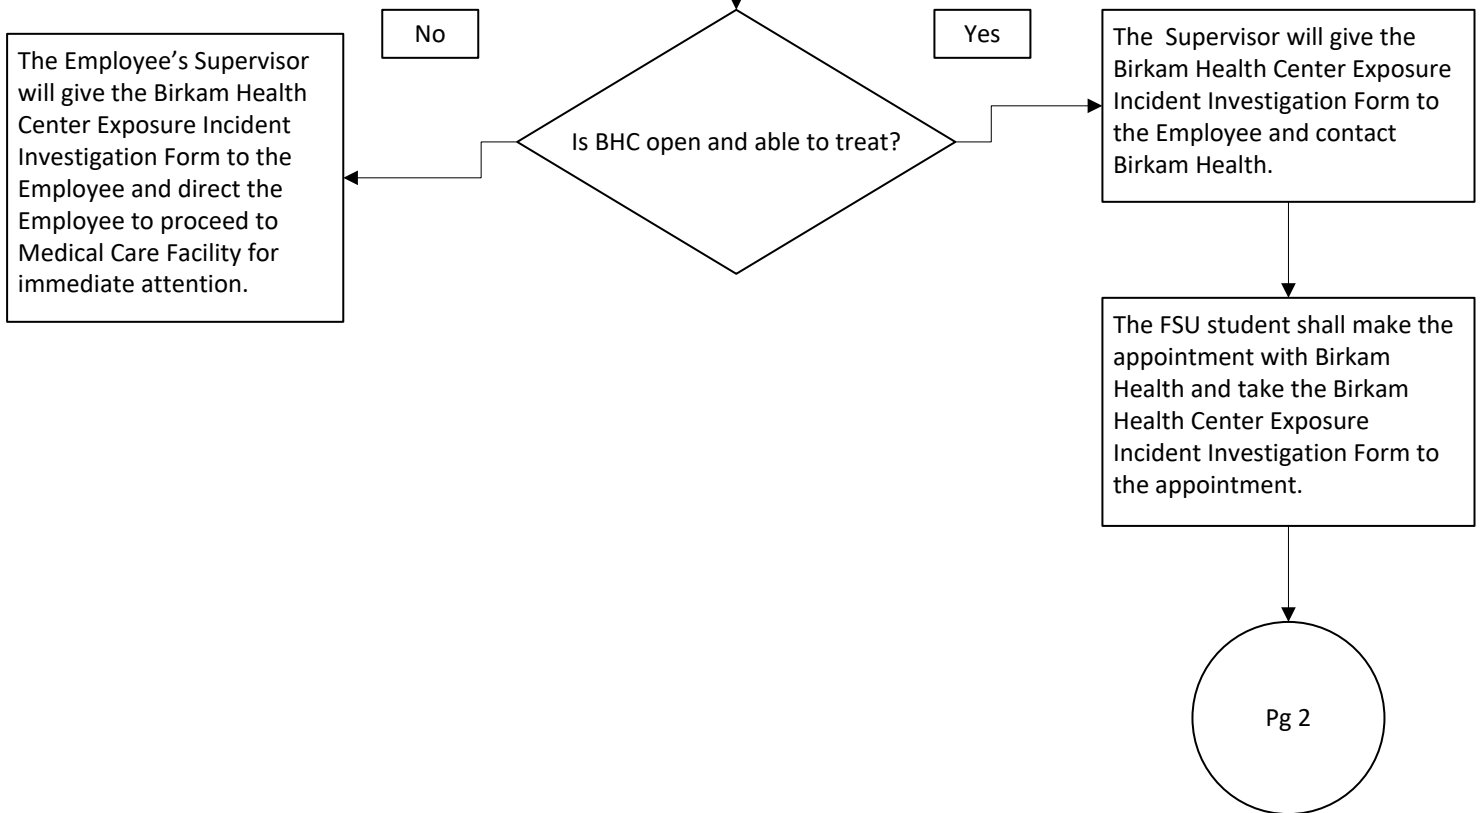 No
Yes
The Employee’s Supervisor
will give the Birkam Health
Center Exposure Incident
Investigation Form to the
Employee and direct the
Employee to proceed to
Medical Care Facility for
immediate attention.
Is BHC open and able to treat?
The  Supervisor will give the
Birkam Health Center Exposure
Incident Investigation Form to
the Employee and contact
Birkam Health.
The FSU student shall make the
appointment with Birkam
Health and take the Birkam
Health Center Exposure
Incident Investigation Form to
the appointment.
Pg 2